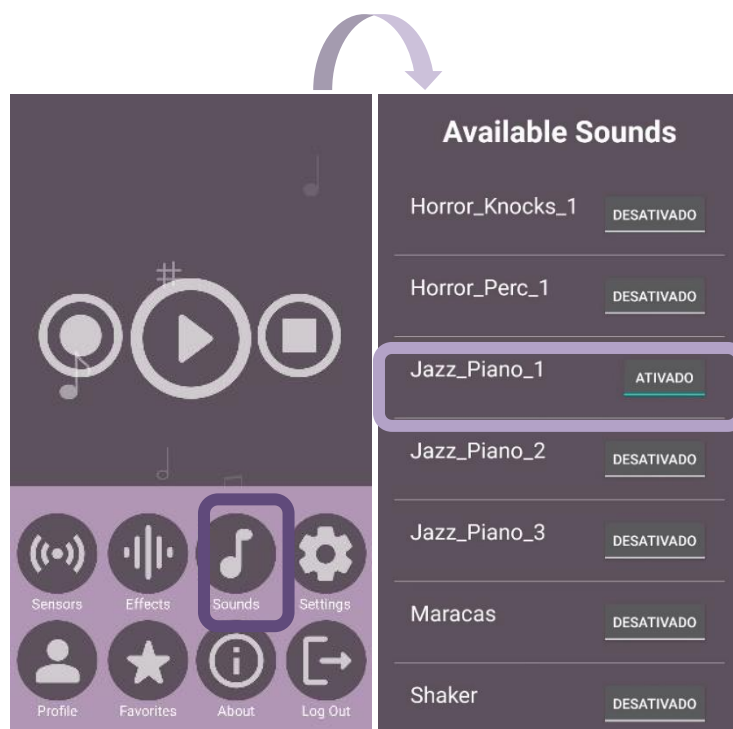 Sensors Effects Sounds Settings
Profile Favorites About Log Out
Available Sounds
Horror_Knocks_1 DESATIVADO
Horror_Perc_1 DESATIVADO
Jazz_Piano_1 ATIVADO
Jazz_Piano_2 DESATIVADO
Jazz_Piano_3 DESATIVADO
Maracas DESATIVADO
Shaker DESATIVADO